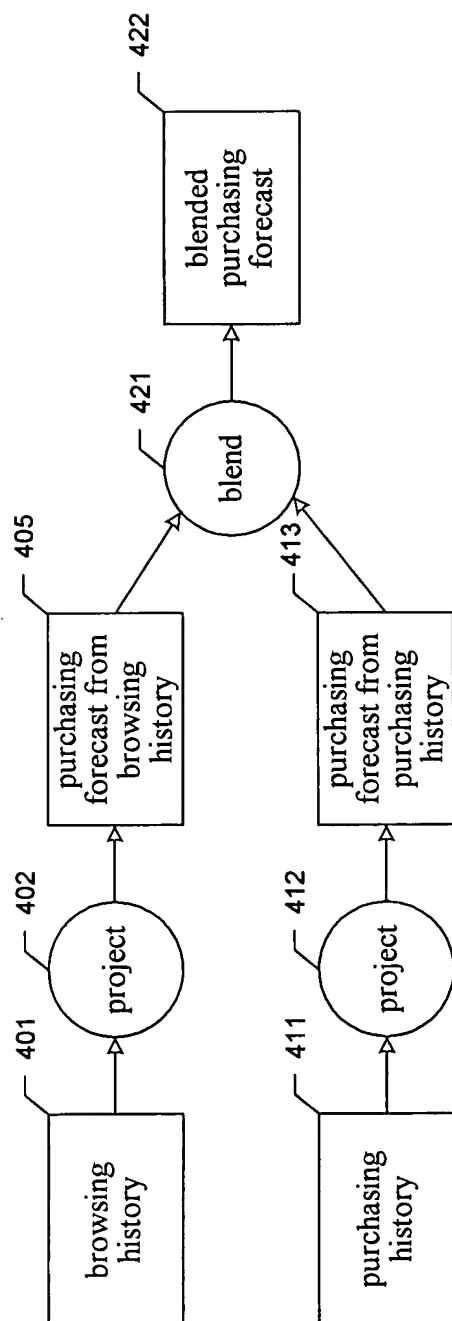 401
browsing
history
402
project
405
purchasing
forecast from
browsing
history
411
purchasing
history
412
project
413
purchasing
forecast from
purchasing
history
421
blend
422
blended
purchasing
forecast